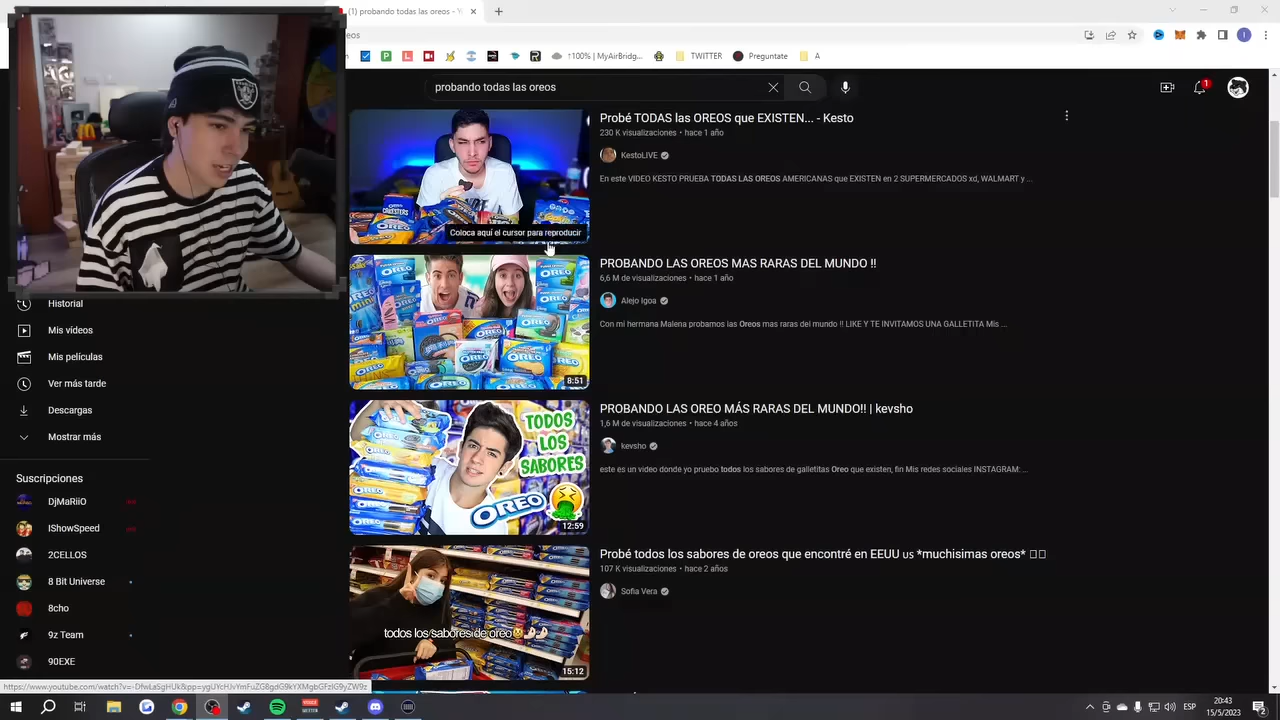 (1) probando todas las oreos - Y
eos
↑100% | MyAirBridg...
TWITTER
Preguntate
A
probando todas las oreos
1
Probé TODAS las OREOS que EXISTEN... - Kesto
230 K visualizaciones • hace 1 año
KestoLIVE
En este VIDEO KESTO PRUEBA TODAS LAS OREOS AMERICANAS que EXISTEN en 2 SUPERMERCADOS xd, WALMART y ...
Coloca aquí el cursor para reproducir
PROBANDO LAS OREOS MAS RARAS DEL MUNDO !!
6,6 M de visualizaciones • hace 1 año
Alejo Igoa
Con mi hermana Malena probamos las Oreos mas raras del mundo !! LIKE Y TE INVITAMOS UNA GALLETITA Mis ...
8:51
PROBANDO LAS OREO MÁS RARAS DEL MUNDO!! | kevsho
1,6 M de visualizaciones • hace 4 años
kevsho
este es un video donde yo pruebo todos los sabores de galletitas Oreo que existen, fin Mis redes sociales INSTAGRAM: ...
TODOS
LOS
SABORES
OREO
12:59
Probé todos los sabores de oreos que encontré en EEUU us *muchisimas oreos*
107 K visualizaciones • hace 2 años
Sofia Vera
todos los sabores de oreo
15:12
Historial
Mis vídeos
Mis películas
Ver más tarde
Descargas
Mostrar más
Suscripciones
DjMaRiiO
IShowSpeed
2CELLOS
8 Bit Universe
8cho
9z Team
90EXE
ESP
20:43
15/5/2023
2